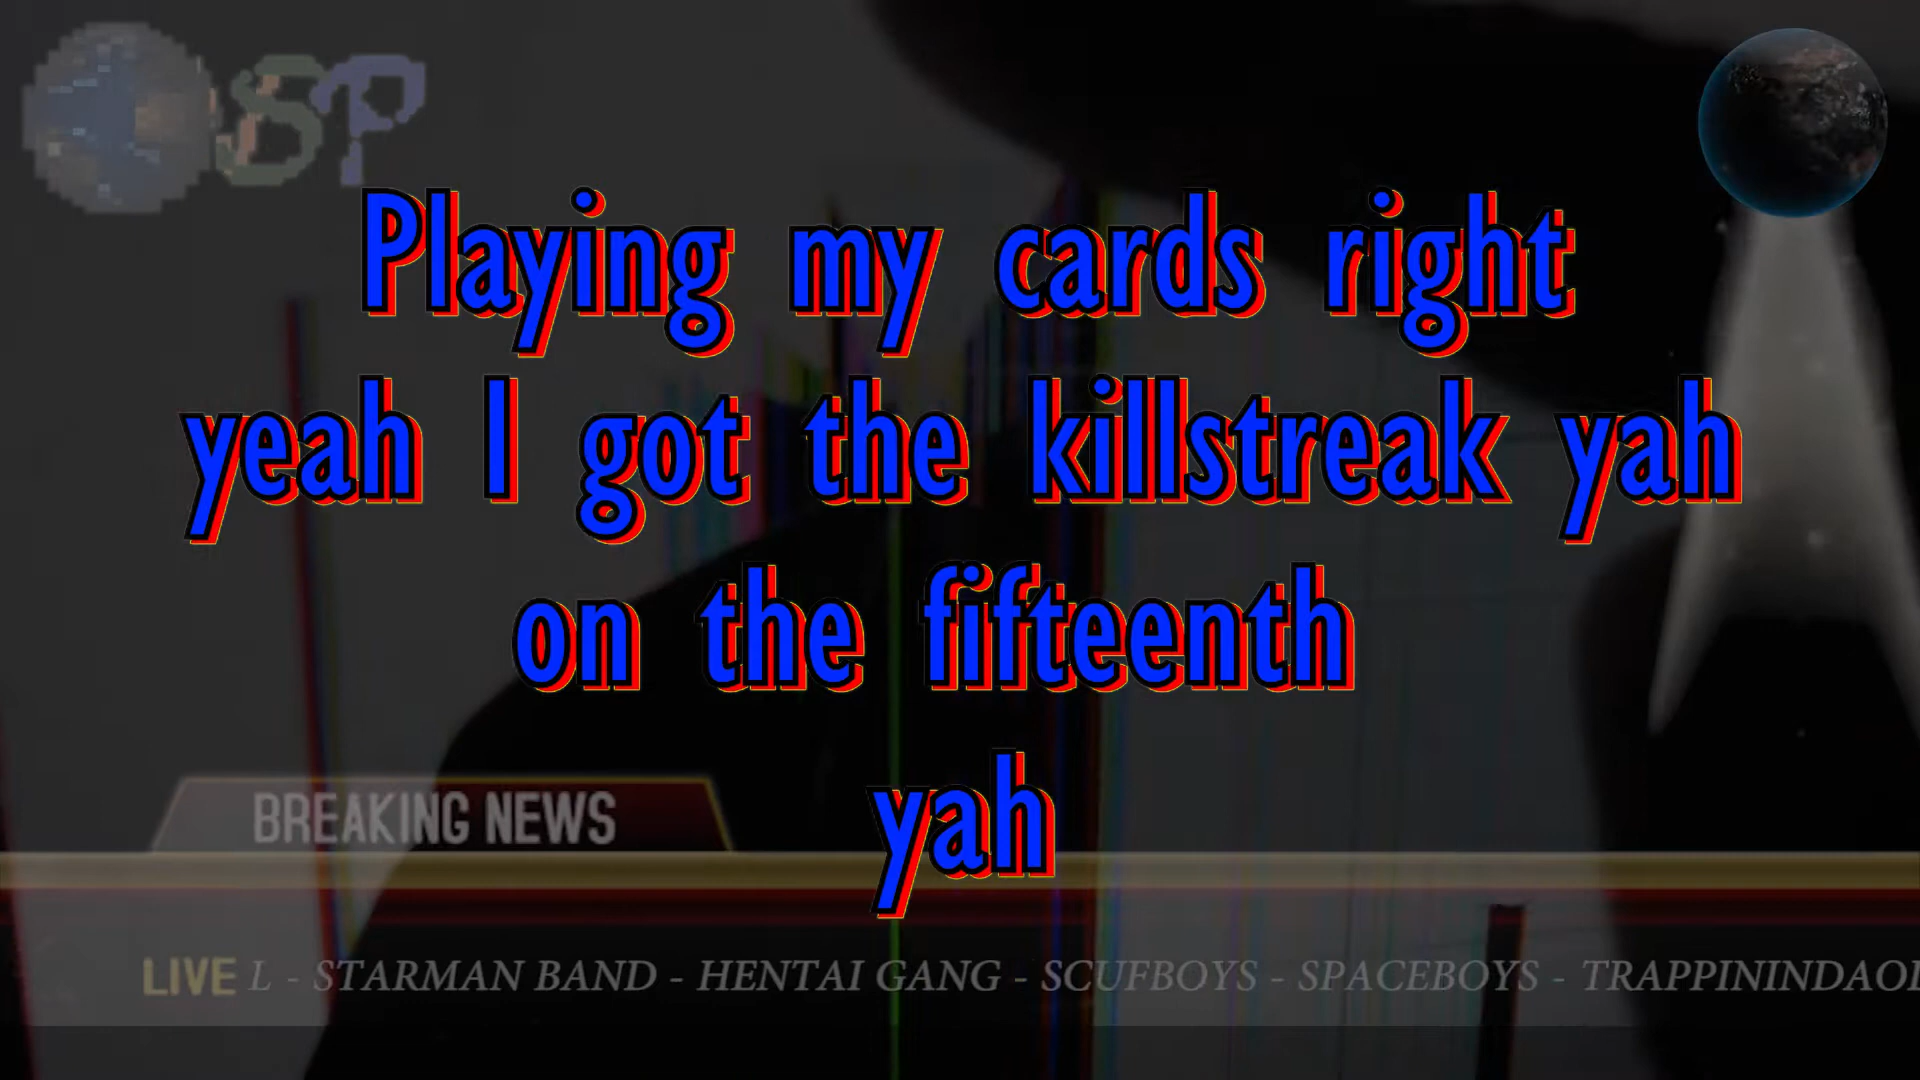 SP
Playing my cards right
yeah I got the killstreak yah
on the fifteenth
yah
BREAKING NEWS
LIVE L - STARMAN BAND - HENTAI GANG - SCUFBOYS - SPACEBOYS - TRAPPININDAOL